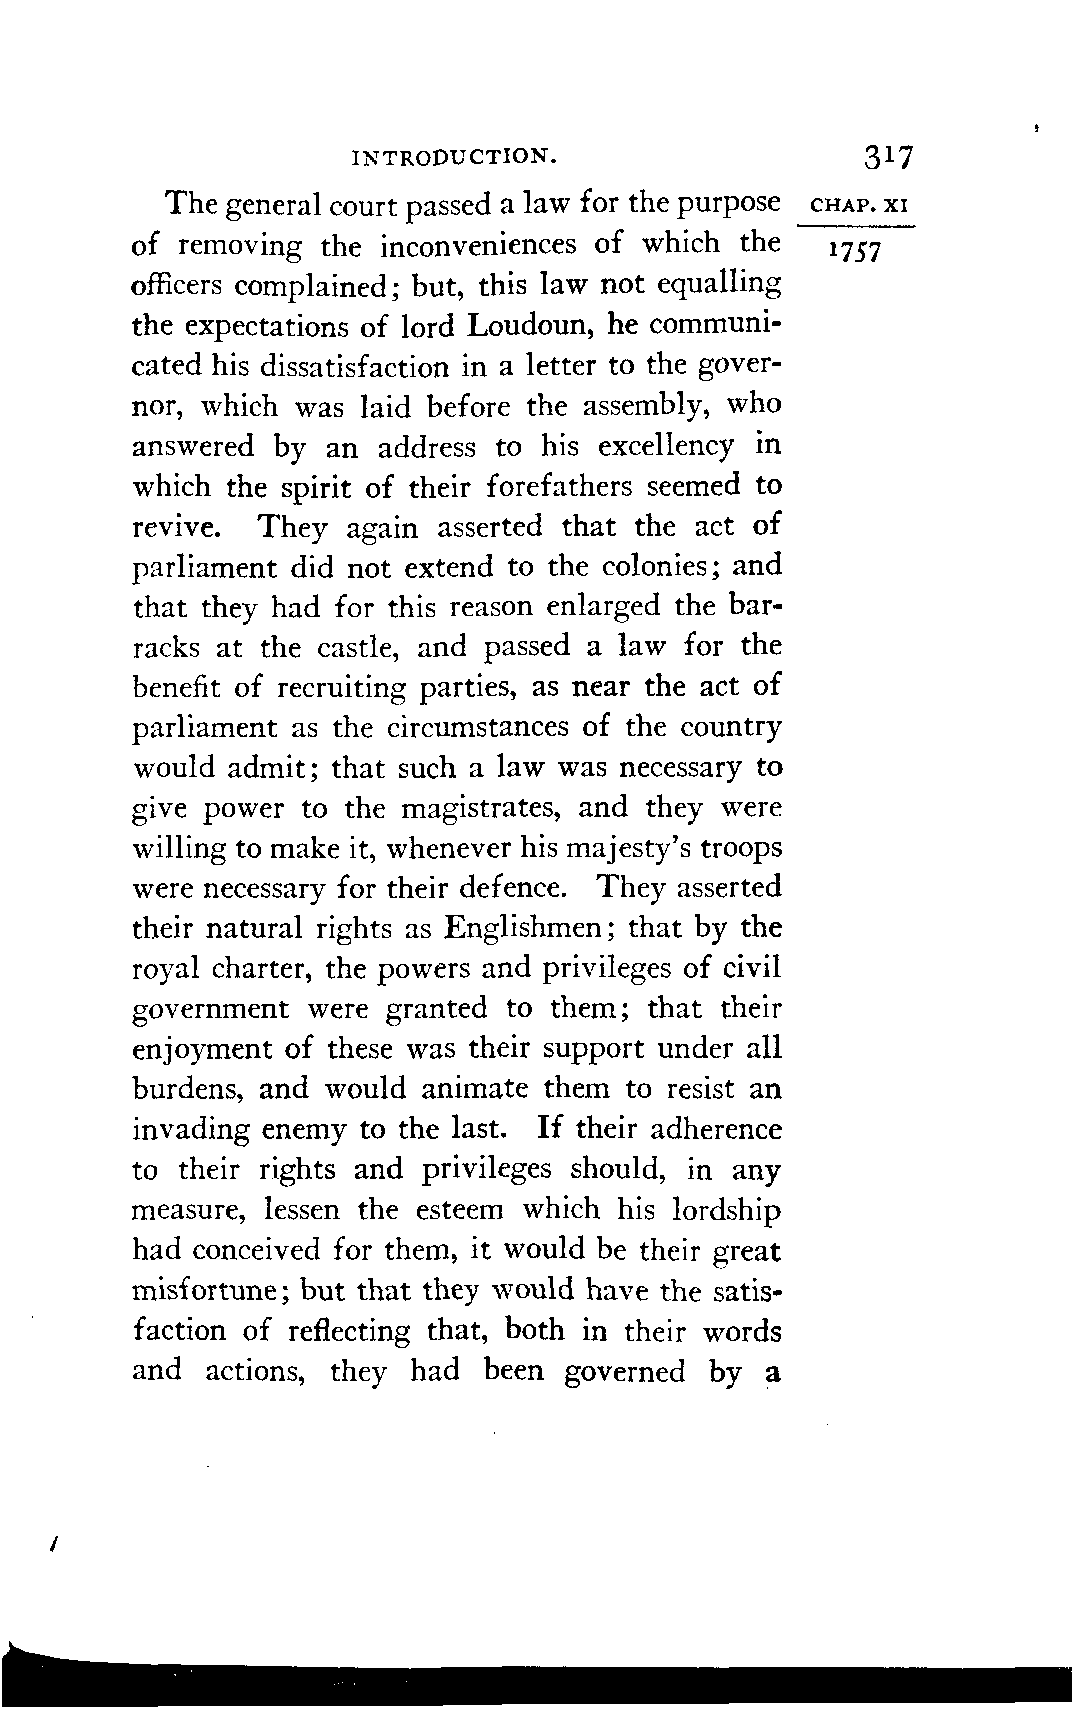 INTRODUCTION. 317
The general court passed a law for the purpose CHAP. XI
of removing the inconveniences of which the 1757
officers complained; but, this law not equalling
the expectations of lord Loudoun, he communi-
cated his dissatisfaction in a letter to the gover-
nor, which was laid before the assembly, who
answered by an address to his excellency in
which the spirit of their forefathers seemed to
revive. They again asserted that the act of
parliament did not extend to the colonies; and
that they had for this reason enlarged the bar-
racks at the castle, and passed a law for the
benefit of recruiting parties, as near the act of
parliament as the circumstances of the country
would admit; that such a law was necessary to
give power to the magistrates, and they were
willing to make it, whenever his majesty's troops
were necessary for their defence. They asserted
their natural rights as Englishmen; that by the
royal charter, the powers and privileges of civil
government were granted to them; that their
enjoyment of these was their support under all
burdens, and would animate them to resist an
invading enemy to the last. If their adherence
to their rights and privileges should, in any
measure, lessen the esteem which his lordship
had conceived for them, it would be their great
misfortune; but that they would have the satis-
faction of reflecting that, both in their words
and actions, they had been governed by a